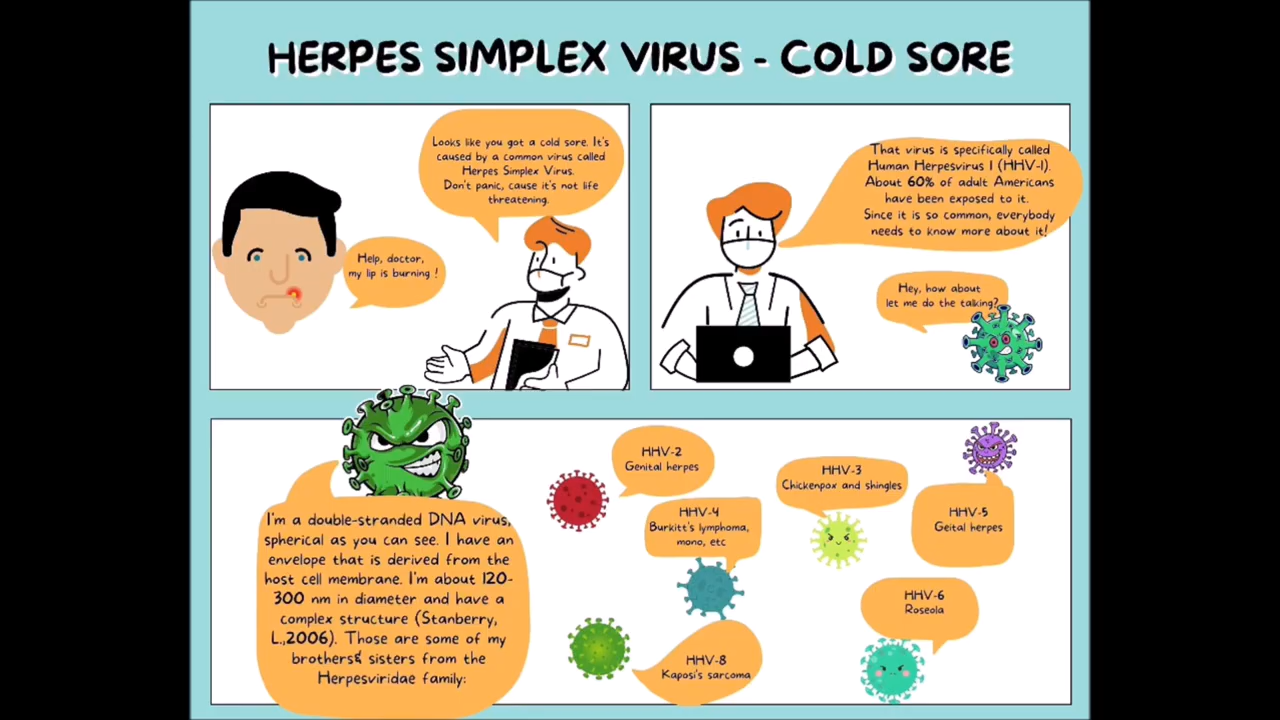 HERPES SIMPLEX VIRUS - COLD SORE
Looks like you got a cold sore. It's
caused by a common virus called
Herpes Simplex Virus.
Don't panic, cause it's not life
threatening.
Help, doctor,
my lip is burning !
That virus is specifically called
Human Herpesvirus 1 (HHV-1).
About 60% of adult Americans
have been exposed to it.
Since it is so common, everybody
needs to know more about it!
Hey, how about
let me do the talking?
I'm a double-stranded DNA virus,
spherical as you can see. I have an
envelope that is derived from the
host cell membrane. I'm about 120-
300 nm in diameter and have a
complex structure (Stanberry,
L.,2006). Those are some of my
brothers& sisters from the
Herpesviridae family:
HHV-2
Genital herpes
HHV-3
Chickenpox and shingles
HHV-4
Burkitt's lymphoma,
mono, etc
HHV-5
Geital herpes
HHV-6
Roseola
HHV-8
Kaposi's sarcoma